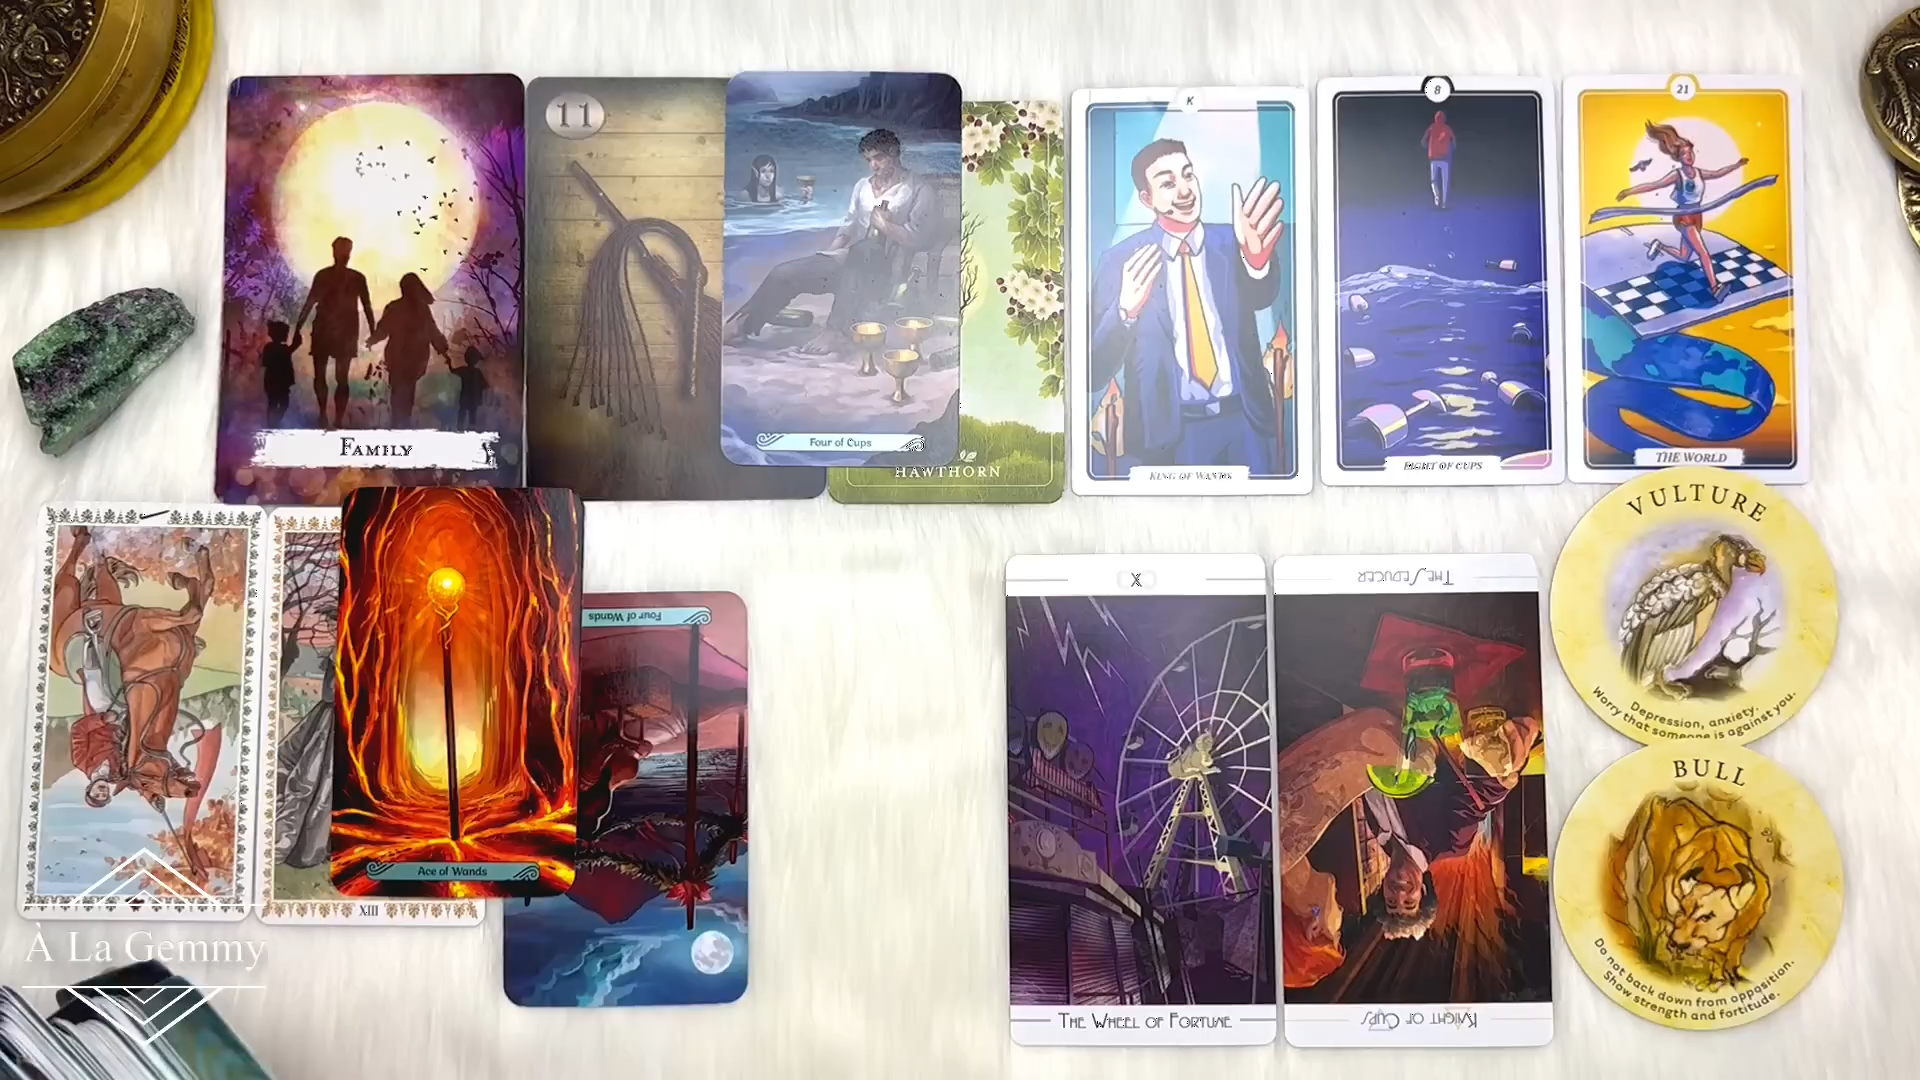 FAMILY
11
Four of Cups
HAWTHORN
K
KING OF WANDS
8
EIGHT OF CUPS
21
THE WORLD
VULTURE
Depression, anxiety.
Worry that someone is against you.
XIII
Ace of Wands
Four of Wands
X
THE WHEEL OF FORTUNE
THE SEDUCER
KNIGHT OF CUPS
BULL
Do not back down from opposition.
Show strength and fortitude.
À La Gemmy